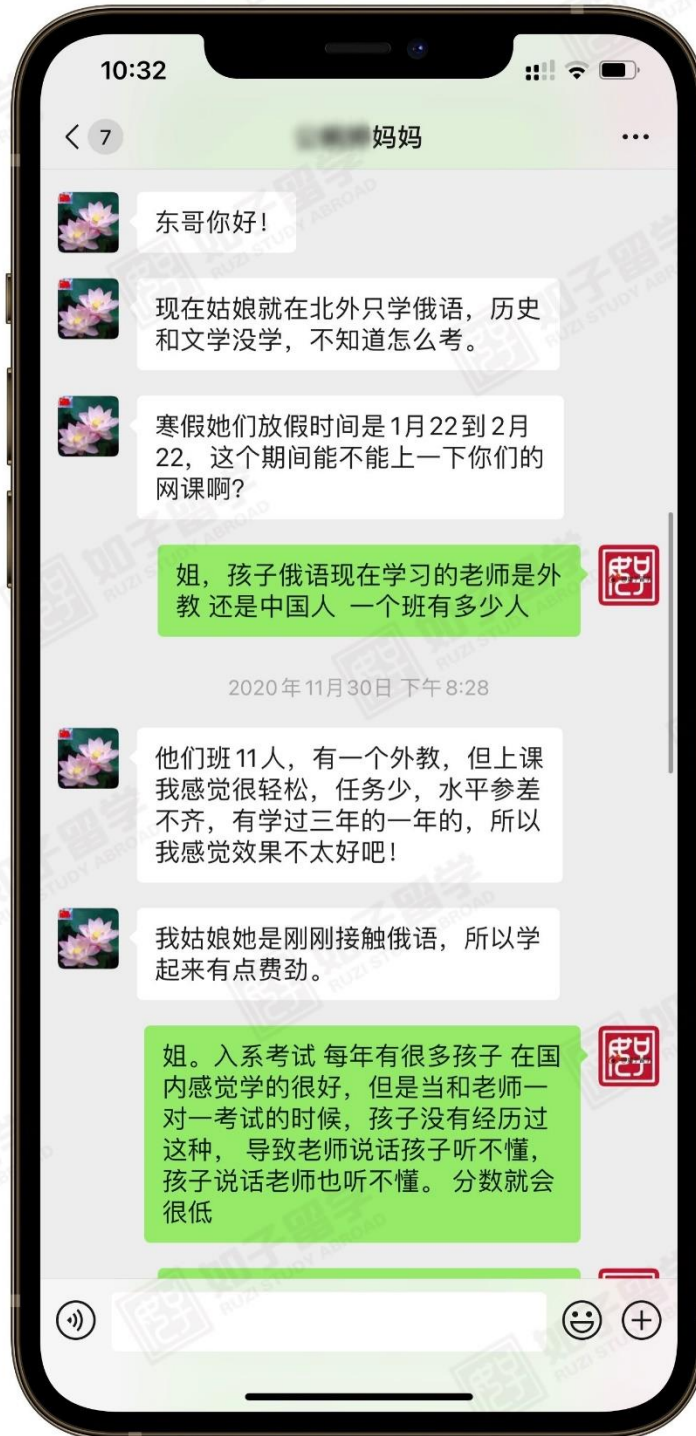 10:32
7
妈妈
东哥你好！
现在姑娘就在北外只学俄语，历史
和文学没学，不知道怎么考。
寒假她们放假时间是1月22到2月
22，这个期间能不能上一下你们的
网课啊？
姐，孩子俄语现在学习的老师是外
教 还是中国人 一个班有多少人
2020年11月30日 下午8:28
他们班11人，有一个外教，但上课
我感觉很轻松，任务少，水平参差
不齐，有学过三年的一年的，所以
我感觉效果不太好吧！
我姑娘她是刚刚接触俄语，所以学
起来有点费劲。
姐。入系考试 每年有很多孩子 在国
内感觉学的很好，但是当和老师一
对一考试的时候，孩子没有经历过
这种， 导致老师说话孩子听不懂，
孩子说话老师也听不懂。 分数就会
很低
如子留学
RUZI STUDY ABROAD